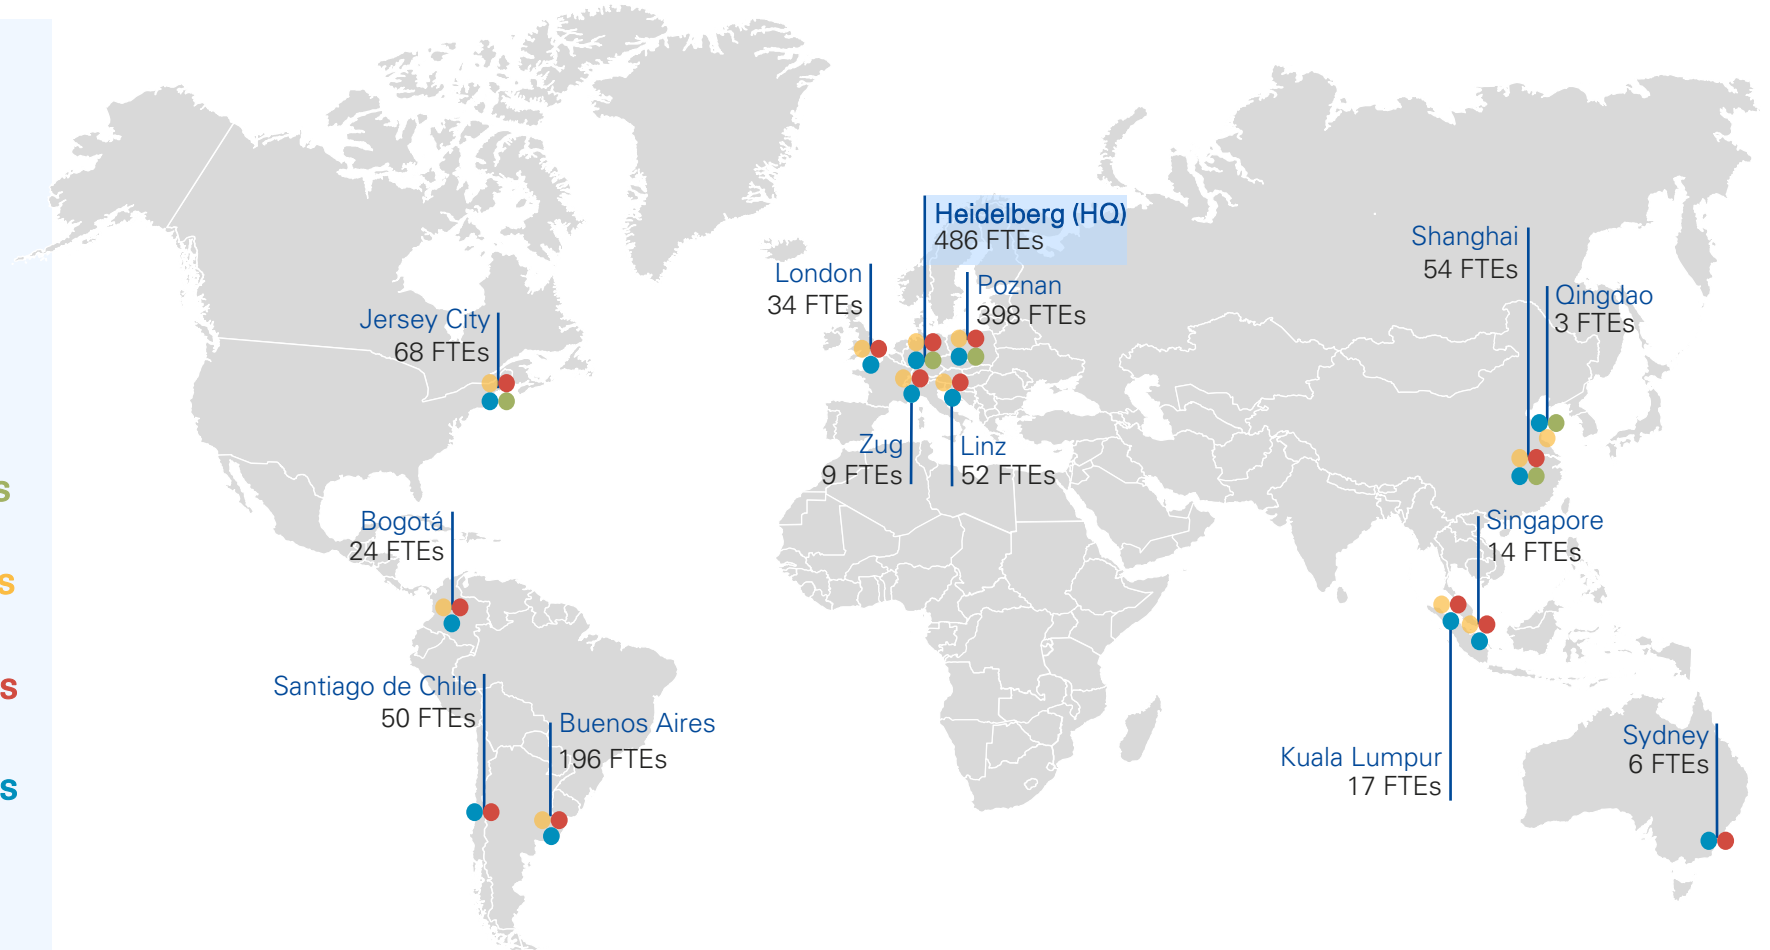 Heidelberg (HQ)
486 FTEs
Shanghai
54 FTEs
London
34 FTEs
Poznan
398 FTEs
Qingdao
3 FTEs
Jersey City
68 FTEs
Zug
9 FTEs
Linz
52 FTEs
s
Bogotá
24 FTEs
Singapore
14 FTEs
s
Santiago de Chile
50 FTEs
s
Buenos Aires
196 FTEs
Kuala Lumpur
17 FTEs
Sydney
6 FTEs
s